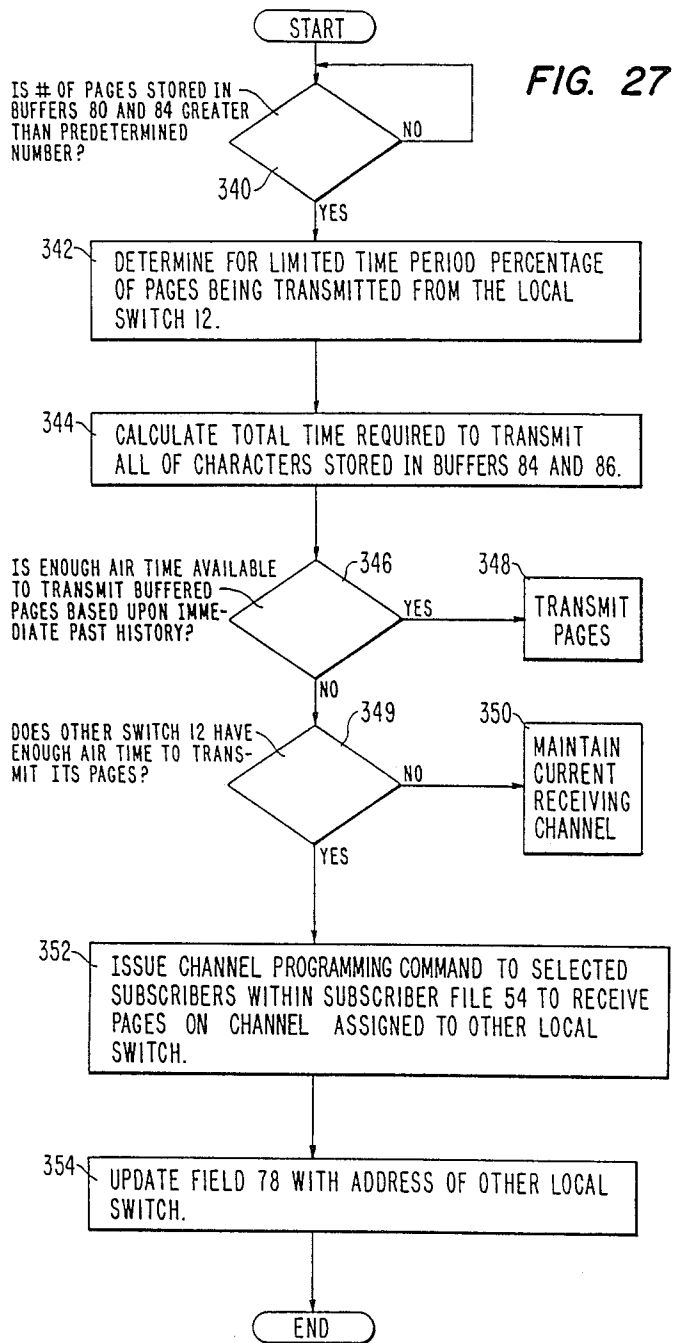 START
FIG. 27
IS # OF PAGES STORED IN
BUFFERS 80 AND 84 GREATER
THAN PREDETERMINED
NUMBER?
NO
340
YES
342
DETERMINE FOR LIMITED TIME PERIOD PERCENTAGE
OF PAGES BEING TRANSMITTED FROM THE LOCAL
SWITCH 12.
344
CALCULATE TOTAL TIME REQUIRED TO TRANSMIT
ALL OF CHARACTERS STORED IN BUFFERS 84 AND 86.
IS ENOUGH AIR TIME AVAILABLE
TO TRANSMIT BUFFERED
PAGES BASED UPON IMME-
DIATE PAST HISTORY?
346
YES
348
TRANSMIT
PAGES
NO
DOES OTHER SWITCH 12 HAVE
ENOUGH AIR TIME TO TRANS-
MIT ITS PAGES?
349
NO
350
MAINTAIN
CURRENT
RECEIVING
CHANNEL
YES
352
ISSUE CHANNEL PROGRAMMING COMMAND TO SELECTED
SUBSCRIBERS WITHIN SUBSCRIBER FILE 54 TO RECEIVE
PAGES ON CHANNEL ASSIGNED TO OTHER LOCAL
SWITCH.
354
UPDATE FIELD 78 WITH ADDRESS OF OTHER LOCAL
SWITCH.
END